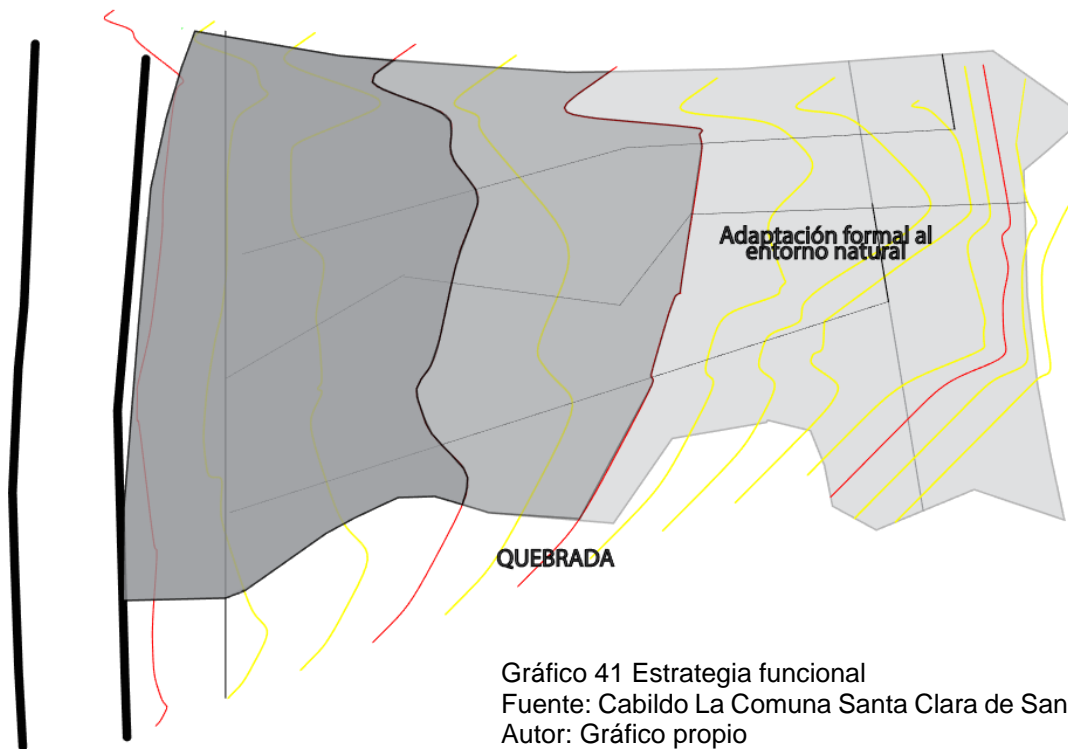 Adaptación formal al
entorno natural
QUEBRADA
Gráfico 41 Estrategia funcional
Fuente: Cabildo La Comuna Santa Clara de San
Autor: Gráfico propio